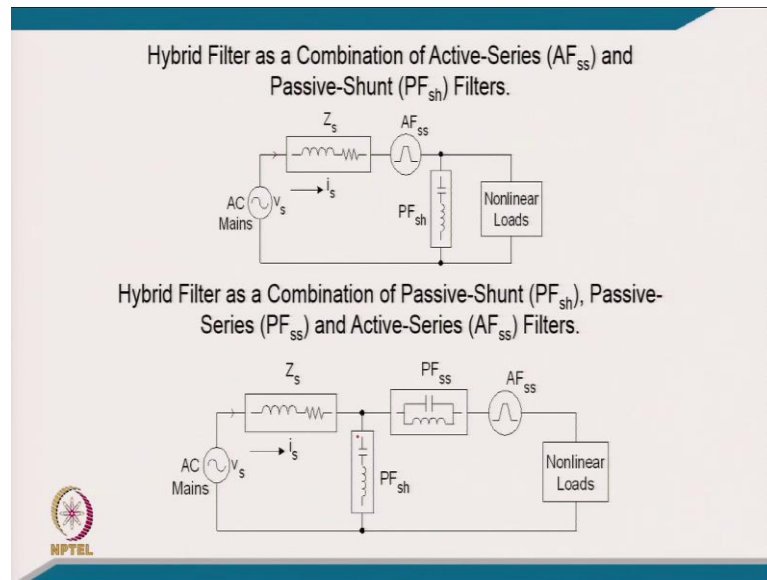 Hybrid Filter as a Combination of Active-Series (AFss) and
Passive-Shunt (PFsh) Filters.
Zs
AFss
AC
Mains
vs
is
PFsh
Nonlinear
Loads
Hybrid Filter as a Combination of Passive-Shunt (PFsh), Passive-
Series (PFss) and Active-Series (AFss) Filters.
Zs
PFss
AFss
AC
Mains
vs
is
PFsh
Nonlinear
Loads
NPTEL